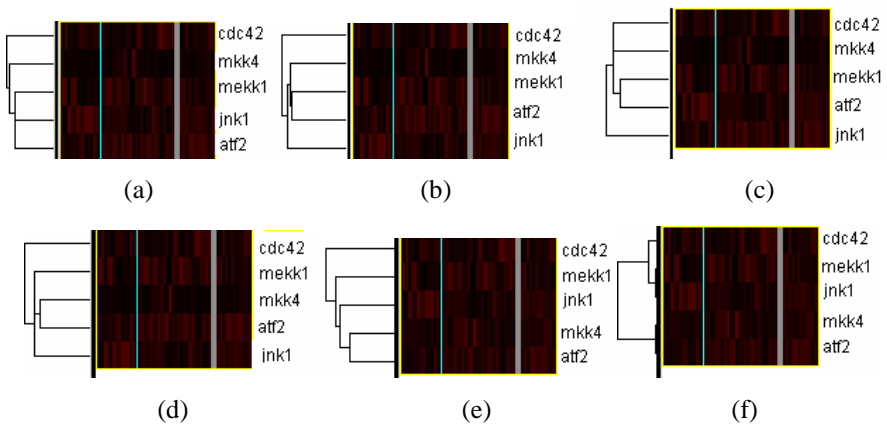 cdc42
mkk4
mekk1
jnk1
atf2
(a)
cdc42
mkk4
mekk1
atf2
jnk1
(b)
cdc42
mkk4
mekk1
atf2
jnk1
(c)
cdc42
mekk1
mkk4
atf2
jnk1
(d)
cdc42
mekk1
jnk1
mkk4
atf2
(e)
cdc42
mekk1
jnk1
mkk4
atf2
(f)